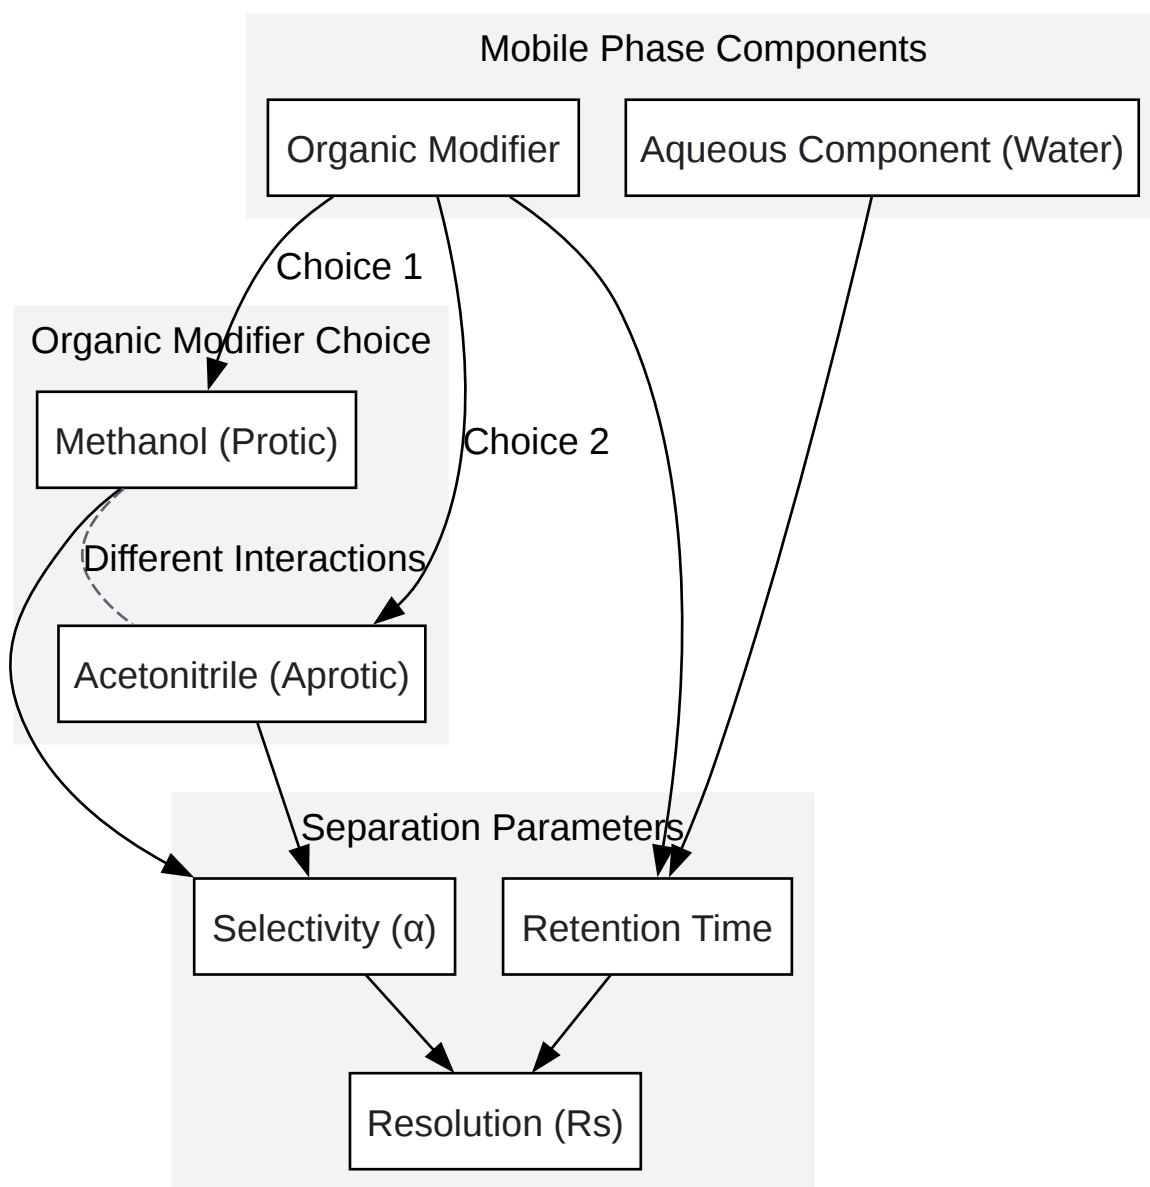 Mobile Phase Components
Organic Modifier
Aqueous Component (Water)
Choice 1
Organic Modifier Choice
Methanol (Protic)
Choice 2
Different Interactions
Acetonitrile (Aprotic)
Separation Parameters
Selectivity (α)
Retention Time
Resolution (Rs)